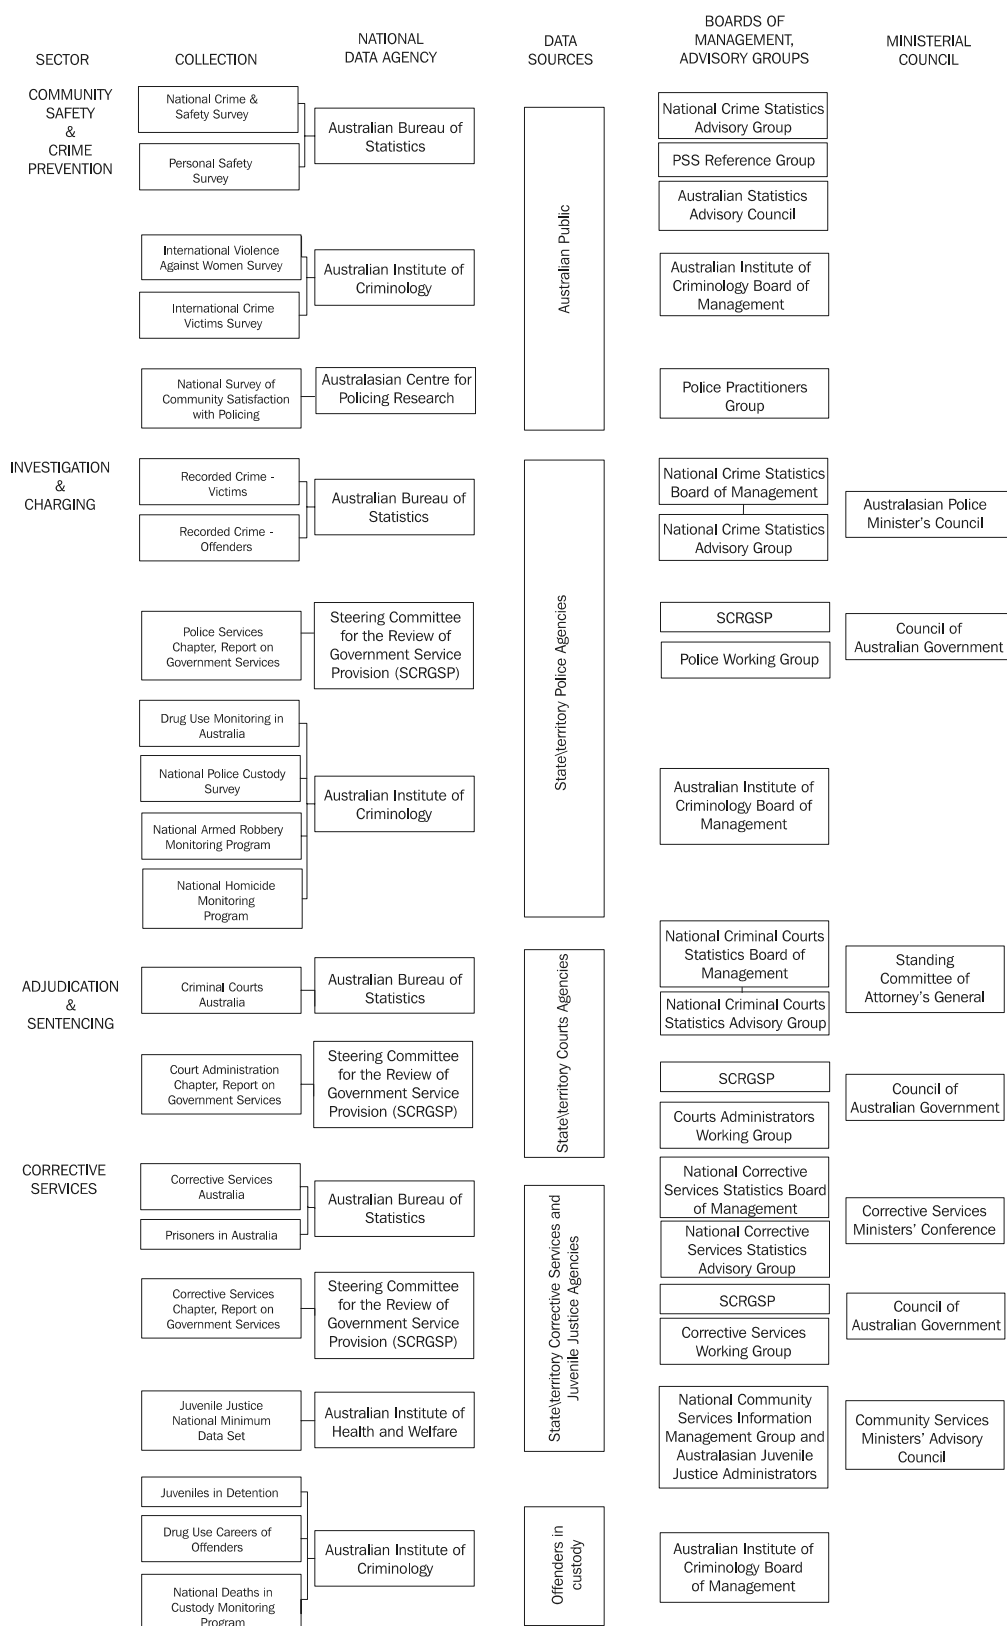 SECTOR
COLLECTION
NATIONAL
DATA AGENCY
DATA
SOURCES
BOARDS OF
MANAGEMENT,
ADVISORY GROUPS
MINISTERIAL
COUNCIL
COMMUNITY
SAFETY
&
CRIME
PREVENTION
National Crime &
Safety Survey
Personal Safety
Survey
Australian Bureau of
Statistics
International Violence
Against Women Survey
International Crime
Victims Survey
Australian Institute of
Criminology
National Survey of
Community Satisfaction
with Policing
Australasian Centre for
Policing Research
Australian Public
National Crime Statistics
Advisory Group
PSS Reference Group
Australian Statistics
Advisory Council
Australian Institute of
Criminology Board of
Management
Police Practitioners
Group
INVESTIGATION
&
CHARGING
Recorded Crime -
Victims
Recorded Crime -
Offenders
Australian Bureau of
Statistics
Police Services
Chapter, Report on
Government Services
Steering Committee
for the Review of
Government Service
Provision (SCRGSP)
Drug Use Monitoring in
Australia
National Police Custody
Survey
National Armed Robbery
Monitoring Program
National Homicide
Monitoring
Program
Australian Institute of
Criminology
State\territory Police Agencies
National Crime Statistics
Board of Management
National Crime Statistics
Advisory Group
Australasian Police
Minister's Council
SCRGSP
Police Working Group
Council of
Australian Government
Australian Institute of
Criminology Board of
Management
ADJUDICATION
&
SENTENCING
Criminal Courts
Australia
Australian Bureau of
Statistics
Court Administration
Chapter, Report on
Government Services
Steering Committee
for the Review of
Government Service
Provision (SCRGSP)
State\territory Courts Agencies
National Criminal Courts
Statistics Board of
Management
National Criminal Courts
Statistics Advisory Group
Standing
Committee of
Attorney's General
SCRGSP
Courts Administrators
Working Group
Council of
Australian Government
CORRECTIVE
SERVICES
Corrective Services
Australia
Prisoners in Australia
Australian Bureau of
Statistics
Corrective Services
Chapter, Report on
Government Services
Steering Committee
for the Review of
Government Service
Provision (SCRGSP)
Juvenile Justice
National Minimum
Data Set
Australian Institute of
Health and Welfare
State\territory Corrective Services and
Juvenile Justice Agencies
National Corrective
Services Statistics Board
of Management
National Corrective
Services Statistics
Advisory Group
Corrective Services
Ministers' Conference
SCRGSP
Corrective Services
Working Group
Council of
Australian Government
National Community
Services Information
Management Group and
Australasian Juvenile
Justice Administrators
Community Services
Ministers' Advisory
Council
Juveniles in Detention
Drug Use Careers of
Offenders
National Deaths in
Custody Monitoring
Program
Australian Institute of
Criminology
Offenders in
custody
Australian Institute of
Criminology Board
of Management